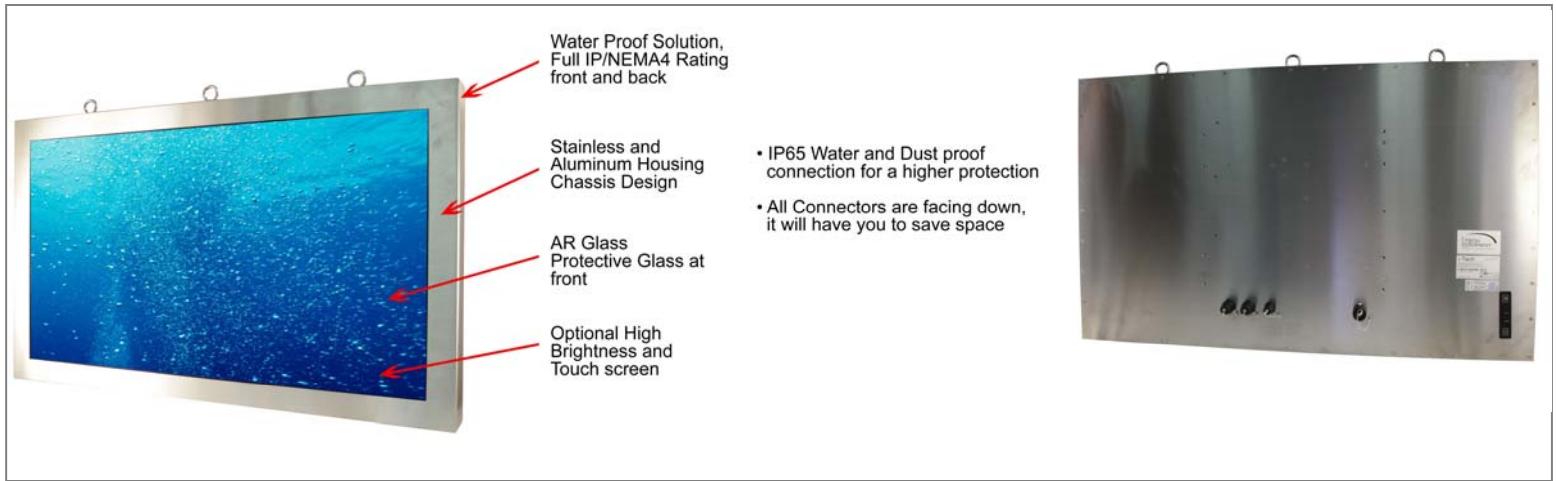 Water Proof Solution,
Full IP/NEMA4 Rating
front and back
Stainless and
Aluminum Housing
Chassis Design
AR Glass
Protective Glass at
front
Optional High
Brightness and
Touch screen
• IP65 Water and Dust proof
connection for a higher protection
• All Connectors are facing down,
it will have you to save space